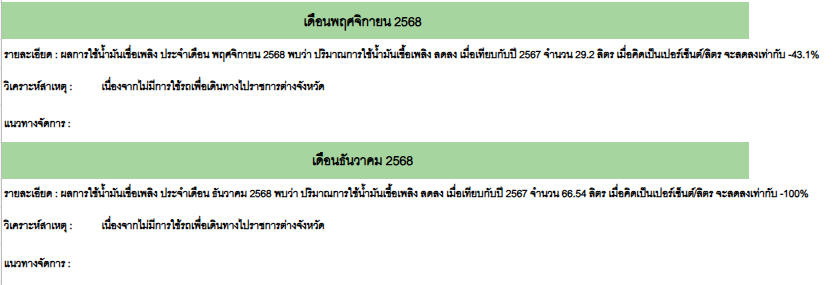 เดือนพฤศจิกายน 2568
รายละเอียด : ผลการใช้น้ำมันเชื้อเพลิง ประจำเดือน พฤศจิกายน 2568 พบว่า ปริมาณการใช้น้ำมันเชื้อเพลิง ลดลง เมื่อเทียบกับปี 2567 จำนวน 29.2 ลิตร เมื่อคิดเป็นเปอร์เซ็นต์/ลิตร จะลดลงเท่ากับ -43.1%
วิเคราะห์สาเหตุ : เนื่องจากไม่มีการใช้รถเพื่อเดินทางไปราชการต่างจังหวัด
แนวทางจัดการ :
เดือนธันวาคม 2568
รายละเอียด : ผลการใช้น้ำมันเชื้อเพลิง ประจำเดือน ธันวาคม 2568 พบว่า ปริมาณการใช้น้ำมันเชื้อเพลิง ลดลง เมื่อเทียบกับปี 2567 จำนวน 66.54 ลิตร เมื่อคิดเป็นเปอร์เซ็นต์/ลิตร จะลดลงเท่ากับ -100%
วิเคราะห์สาเหตุ : เนื่องจากไม่มีการใช้รถเพื่อเดินทางไปราชการต่างจังหวัด
แนวทางจัดการ :